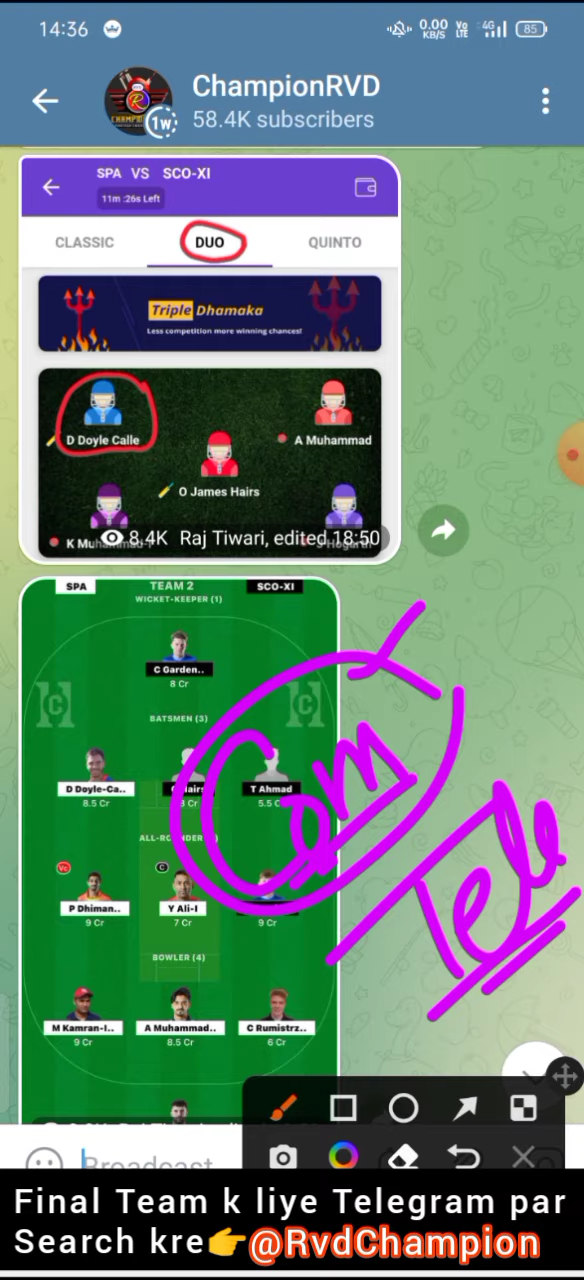 14:36
0.00 KB/S Vo LTE 4G 85
ChampionRVD
1w
58.4K subscribers
SPA VS SCO-XI
11m :26s Left
CLASSIC DUO QUINTO
Triple Dhamaka
Less competition more winning chances!
D Doyle Calle
A Muhammad
O James Hairs
8.4K Raj Tiwari, edited 18:50
SPA TEAM 2 SCO-XI
WICKET-KEEPER (1)
C Garden..
8 Cr
BATSMEN (3)
D Doyle-Ca.. T Ahmad
8.5 Cr 5.5
Com
Tele
Vc C
P Dhiman.. Y Ali-I
9 Cr 7 Cr 9 Cr
BOWLER (4)
M Kamran-I.. A Muhammad.. C Rumistrz..
9 Cr 8.5 Cr 6 Cr
Broadcast
Final Team k liye Telegram par
Search kre👉@RvdChampion